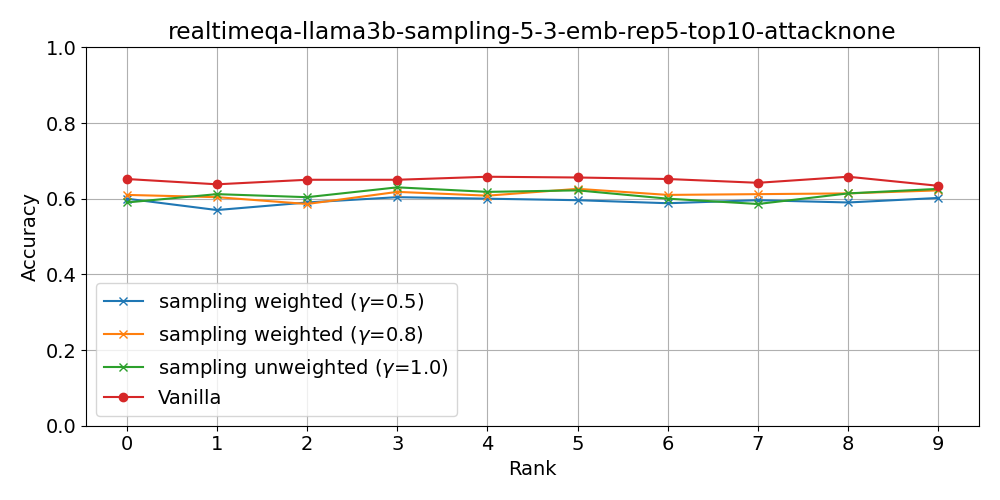 realtimeqa-llama3b-sampling-5-3-emb-rep5-top10-attacknone
1.0
0.8
0.6
0.4
0.2
0.0
Accuracy
sampling weighted (γ=0.5)
sampling weighted (γ=0.8)
sampling unweighted (γ=1.0)
Vanilla
0 1 2 3 4 5 6 7 8 9
Rank